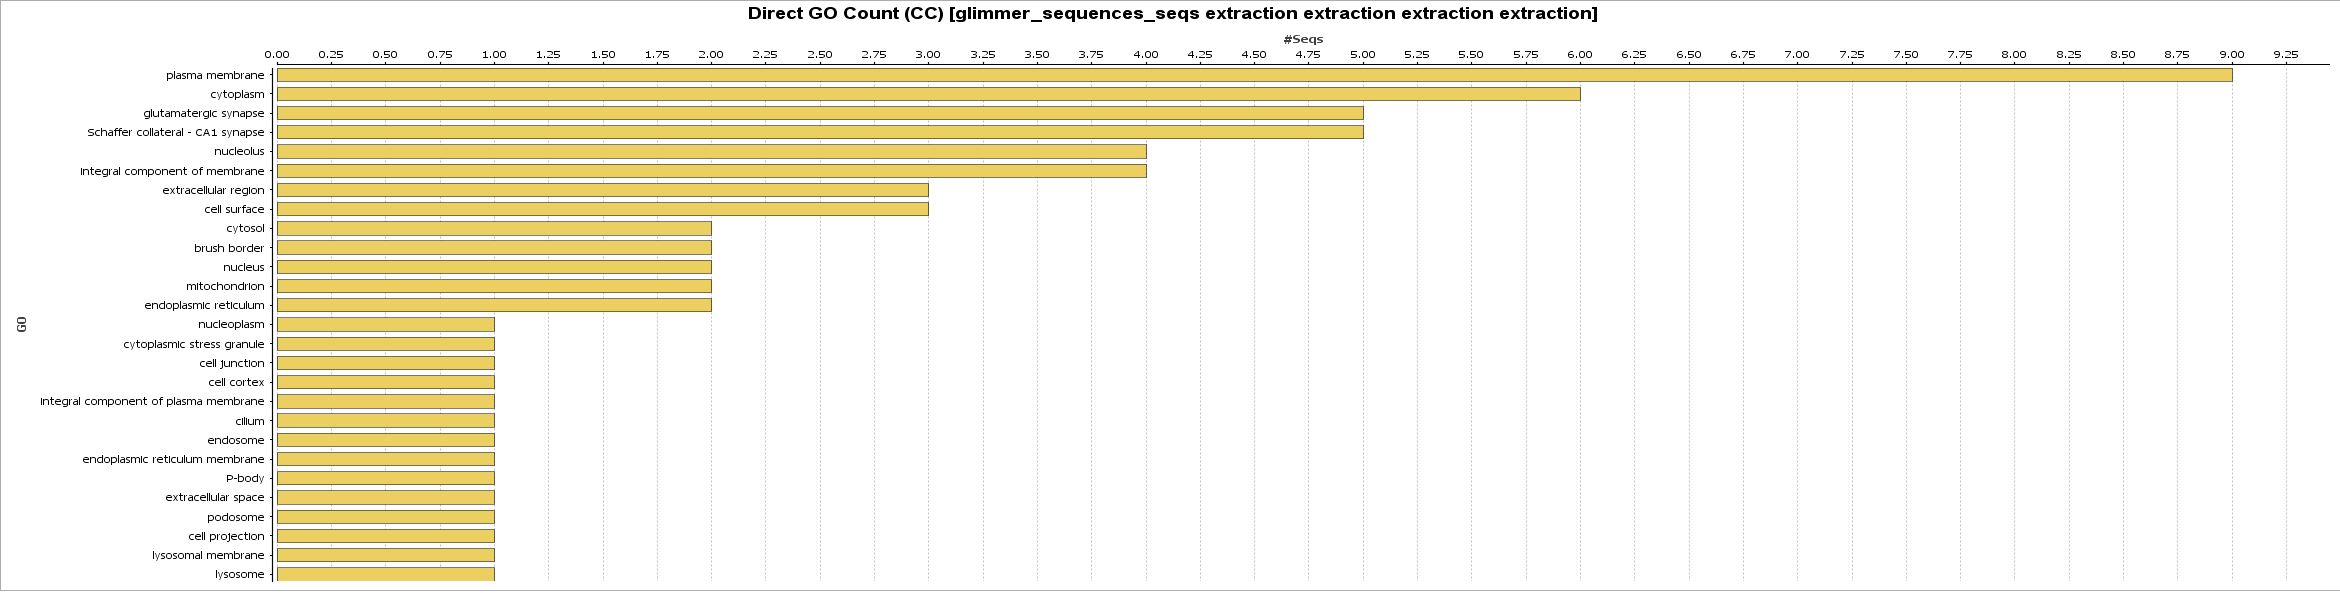 Direct GO Count (CC) [glimmer_sequences_seqs extraction extraction extraction extraction]
#Seqs
0.00 0.25 0.50 0.75 1.00 1.25 1.50 1.75 2.00 2.25 2.50 2.75 3.00 3.25 3.50 3.75 4.00 4.25 4.50 4.75 5.00 5.25 5.50 5.75 6.00 6.25 6.50 6.75 7.00 7.25 7.50 7.75 8.00 8.25 8.50 8.75 9.00 9.25
plasma membrane
cytoplasm
glutamatergic synapse
Schaffer collateral - CA1 synapse
nucleolus
integral component of membrane
extracellular region
cell surface
cytosol
brush border
nucleus
mitochondrion
endoplasmic reticulum
GO
nucleoplasm
cytoplasmic stress granule
cell junction
cell cortex
integral component of plasma membrane
cilium
endosome
endoplasmic reticulum membrane
P-body
extracellular space
podosome
cell projection
lysosomal membrane
lysosome